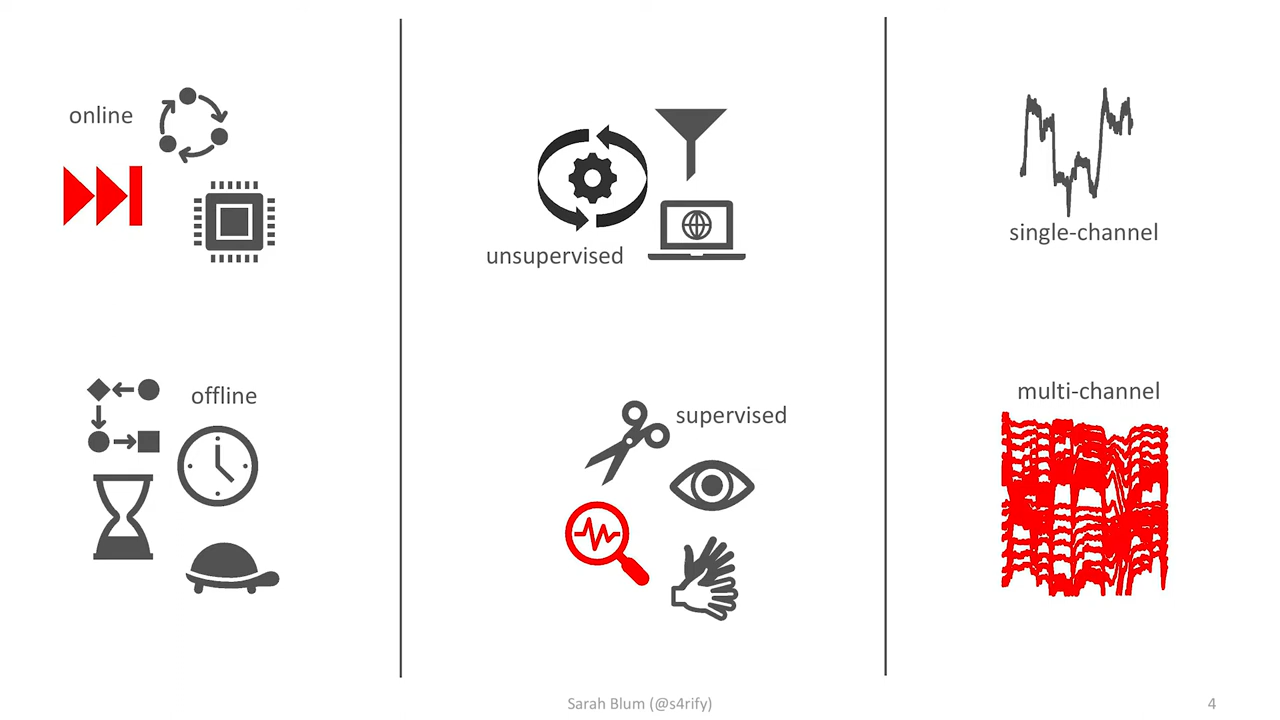 online
offline
unsupervised
supervised
single-channel
multi-channel
Sarah Blum (@s4rify)
4